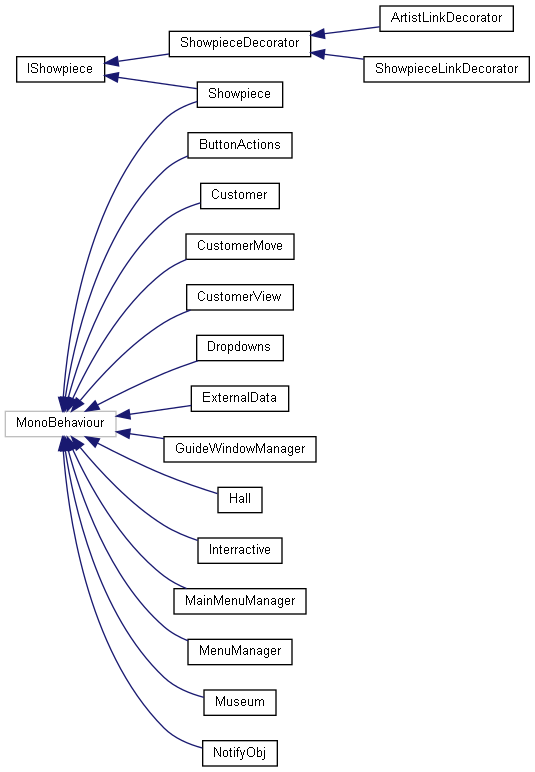 ArtistLinkDecorator
ShowpieceDecorator
IShowpiece
ShowpieceLinkDecorator
Showpiece
ButtonActions
Customer
CustomerMove
CustomerView
Dropdowns
ExternalData
MonoBehaviour
GuideWindowManager
Hall
Interractive
MainMenuManager
MenuManager
Museum
NotifyObj